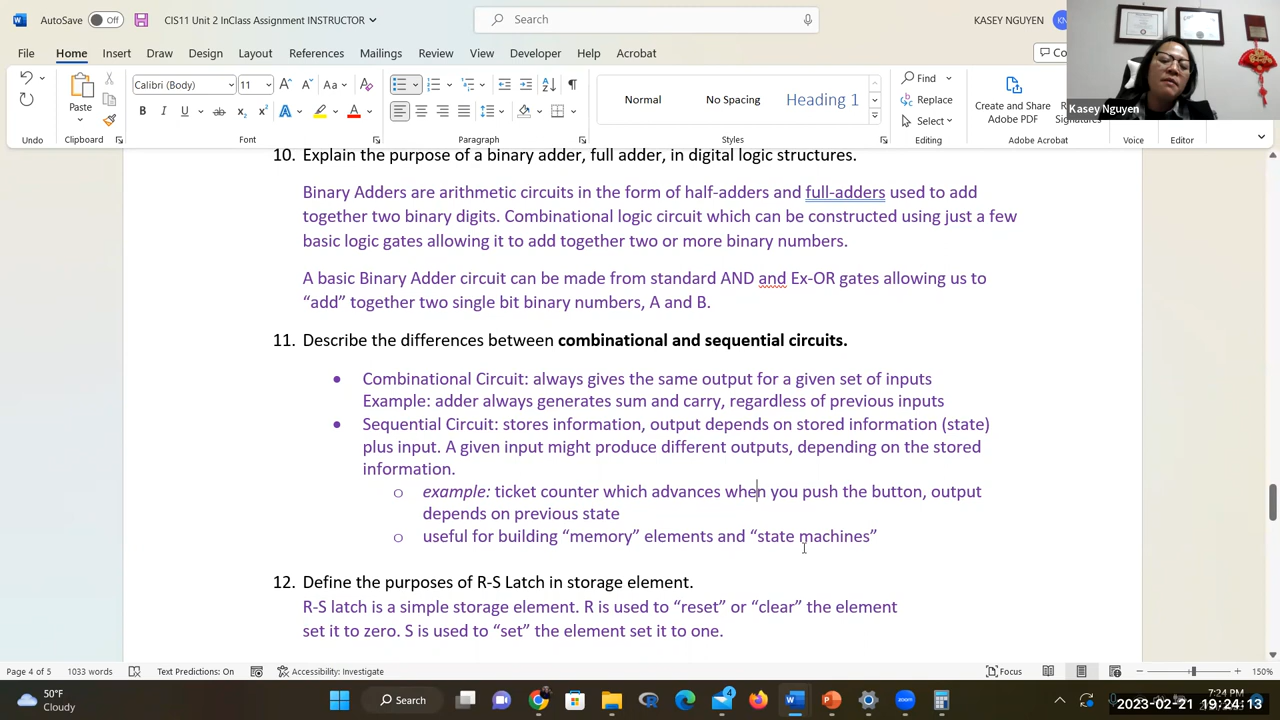 AutoSave Off CIS11 Unit 2 InClass Assignment INSTRUCTOR Search KASEY NGUYEN
File Home Insert Draw Design Layout References Mailings Review View Developer Help Acrobat
Paste Calibri (Body) 11 Normal No Spacing Heading 1 Find Replace Select Create and Share Adobe PDF
Kasey Nguyen
Undo Clipboard Font Paragraph Styles Adobe Acrobat Voice Editor
10. Explain the purpose of a binary adder, full adder, in digital logic structures.
Binary Adders are arithmetic circuits in the form of half-adders and full-adders used to add
together two binary digits. Combinational logic circuit which can be constructed using just a few
basic logic gates allowing it to add together two or more binary numbers.
A basic Binary Adder circuit can be made from standard AND and Ex-OR gates allowing us to
“add” together two single bit binary numbers, A and B.
11. Describe the differences between combinational and sequential circuits.
• Combinational Circuit: always gives the same output for a given set of inputs
Example: adder always generates sum and carry, regardless of previous inputs
• Sequential Circuit: stores information, output depends on stored information (state)
plus input. A given input might produce different outputs, depending on the stored
information.
o example: ticket counter which advances when you push the button, output
depends on previous state
o useful for building “memory” elements and “state machines”
12. Define the purposes of R-S Latch in storage element.
R-S latch is a simple storage element. R is used to “reset” or “clear” the element
set it to zero. S is used to “set” the element set it to one.
Page 4 of 5 1033 words Text Predictions: On Accessibility: Investigate Focus 150%
50°F
Cloudy
Search
4
7:24 PM
2023-02-21 19:24:13